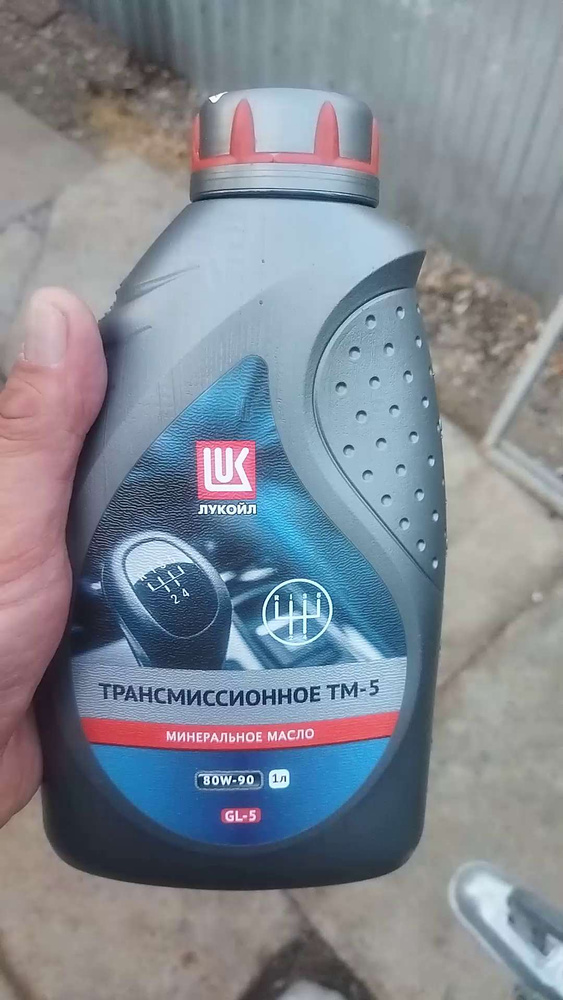 LUK
ЛУКОЙЛ
2 4
ТРАНСМИССИОННОЕ ТМ-5
МИНЕРАЛЬНОЕ МАСЛО
80W-90 1л
GL-5